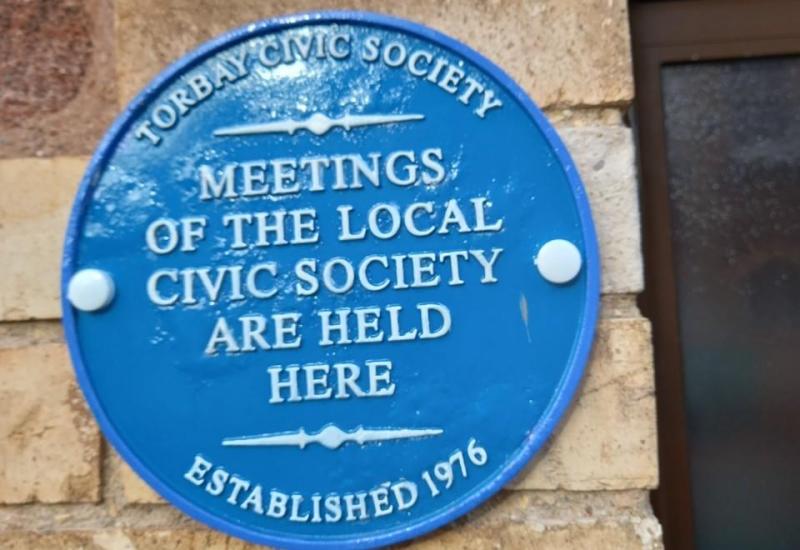 TORBAY CIVIC SOCIETY
MEETINGS
OF THE LOCAL
CIVIC SOCIETY
ARE HELD
HERE
ESTABLISHED 1976